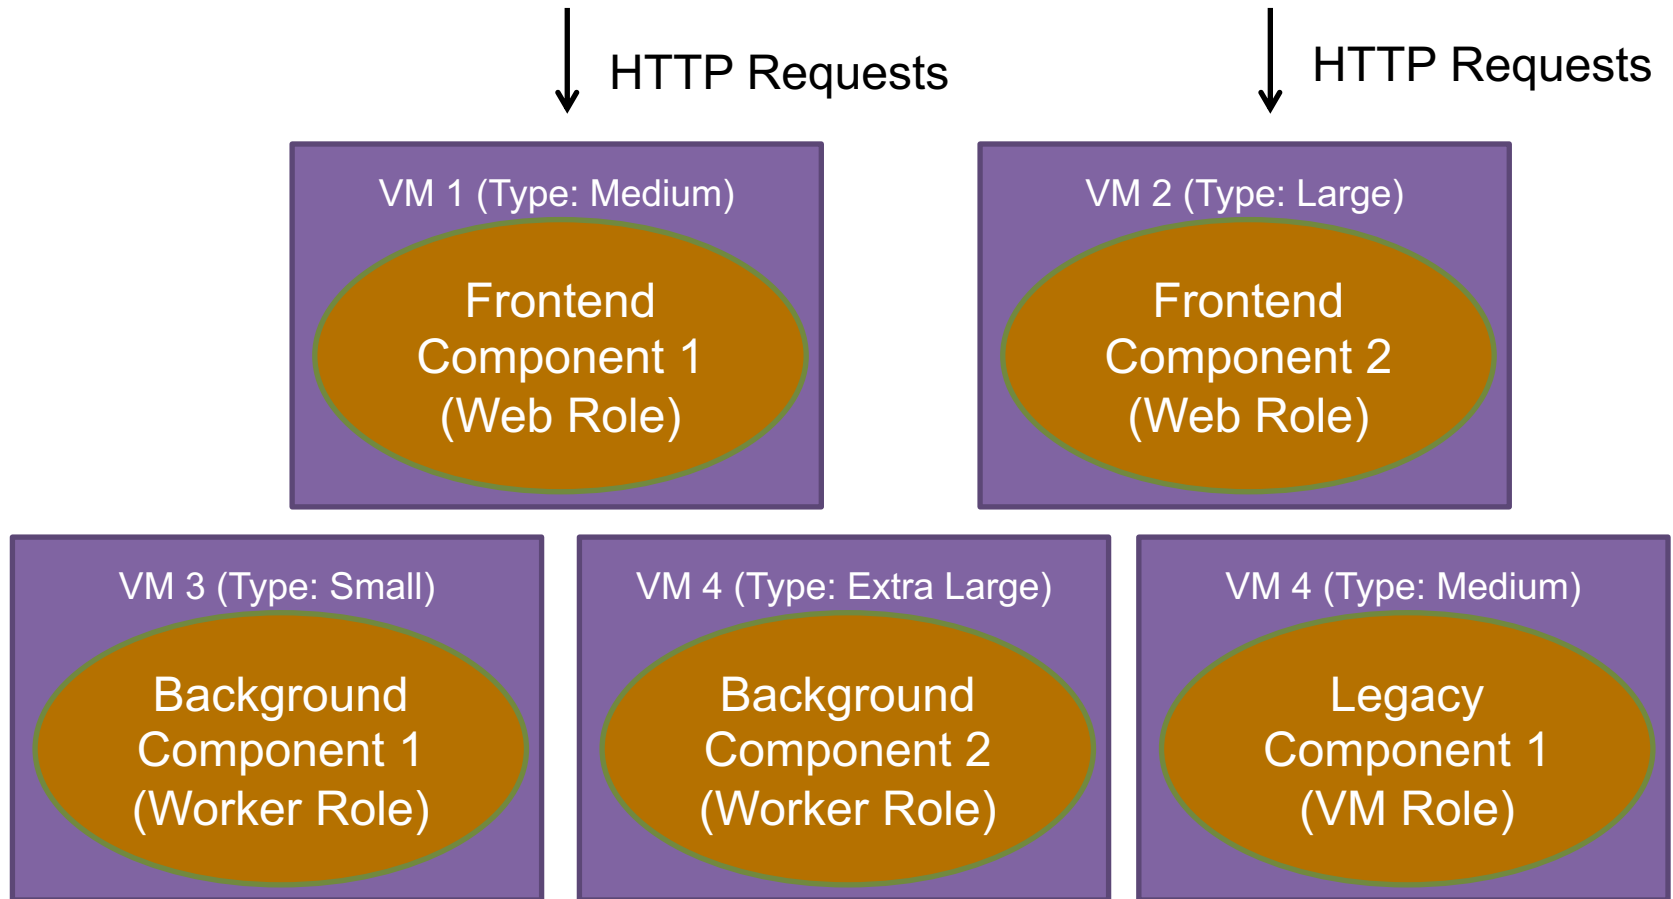 HTTP Requests
HTTP Requests
VM 1 (Type: Medium)
Frontend
Component 1
(Web Role)
VM 2 (Type: Large)
Frontend
Component 2
(Web Role)
VM 3 (Type: Small)
Background
Component 1
(Worker Role)
VM 4 (Type: Extra Large)
Background
Component 2
(Worker Role)
VM 4 (Type: Medium)
Legacy
Component 1
(VM Role)